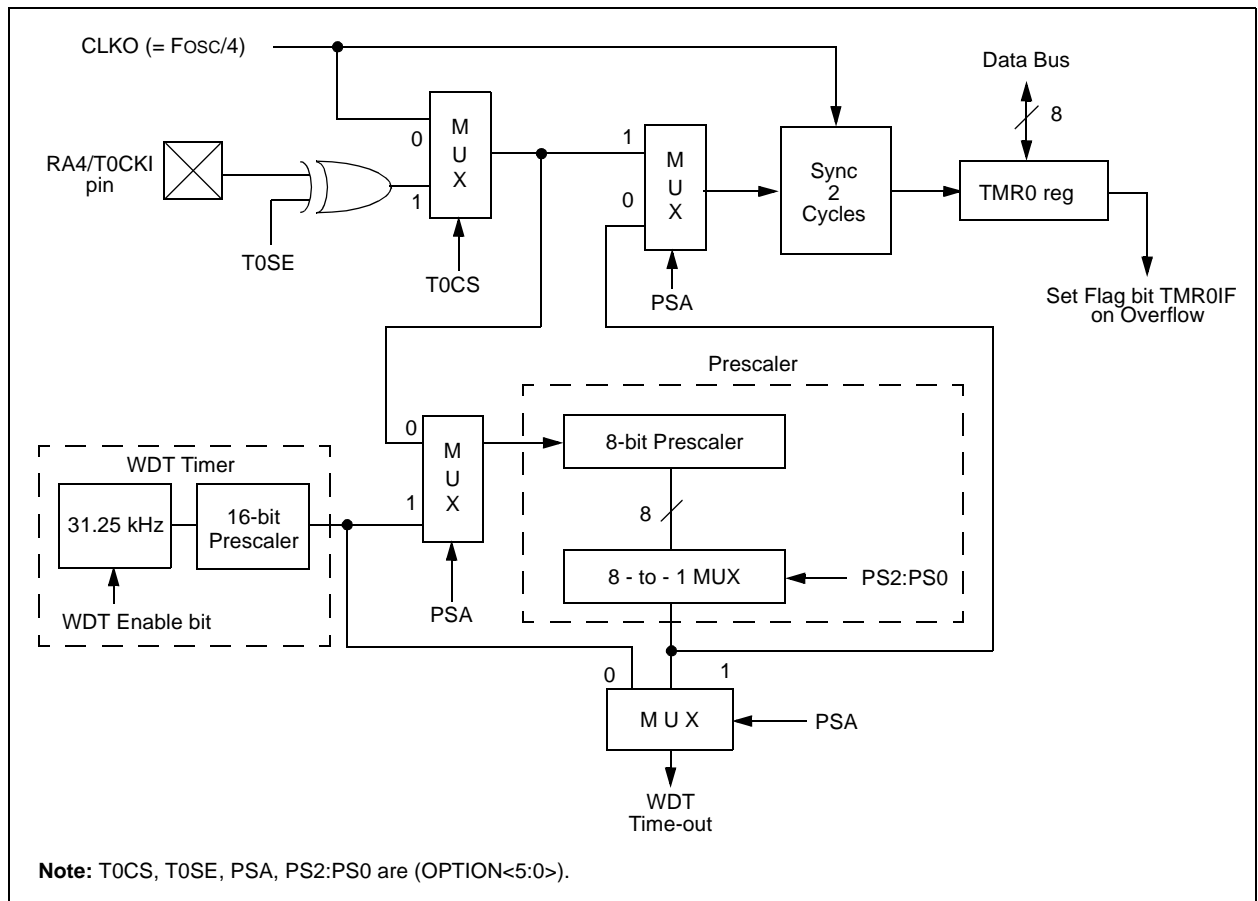 CLKO (= FOSC/4)
Data Bus
8
RA4/T0CKI
pin
0
1
M
U
X
T0SE
T0CS
1
0
M
U
X
PSA
Sync
2
Cycles
TMR0 reg
Set Flag bit TMR0IF
on Overflow
Prescaler
0
1
M
U
X
PSA
8-bit Prescaler
8
8 - to - 1 MUX
PS2:PS0
WDT Timer
31.25 kHz
16-bit
Prescaler
WDT Enable bit
0
1
M U X
PSA
WDT
Time-out
Note: T0CS, T0SE, PSA, PS2:PS0 are (OPTION<5:0>).